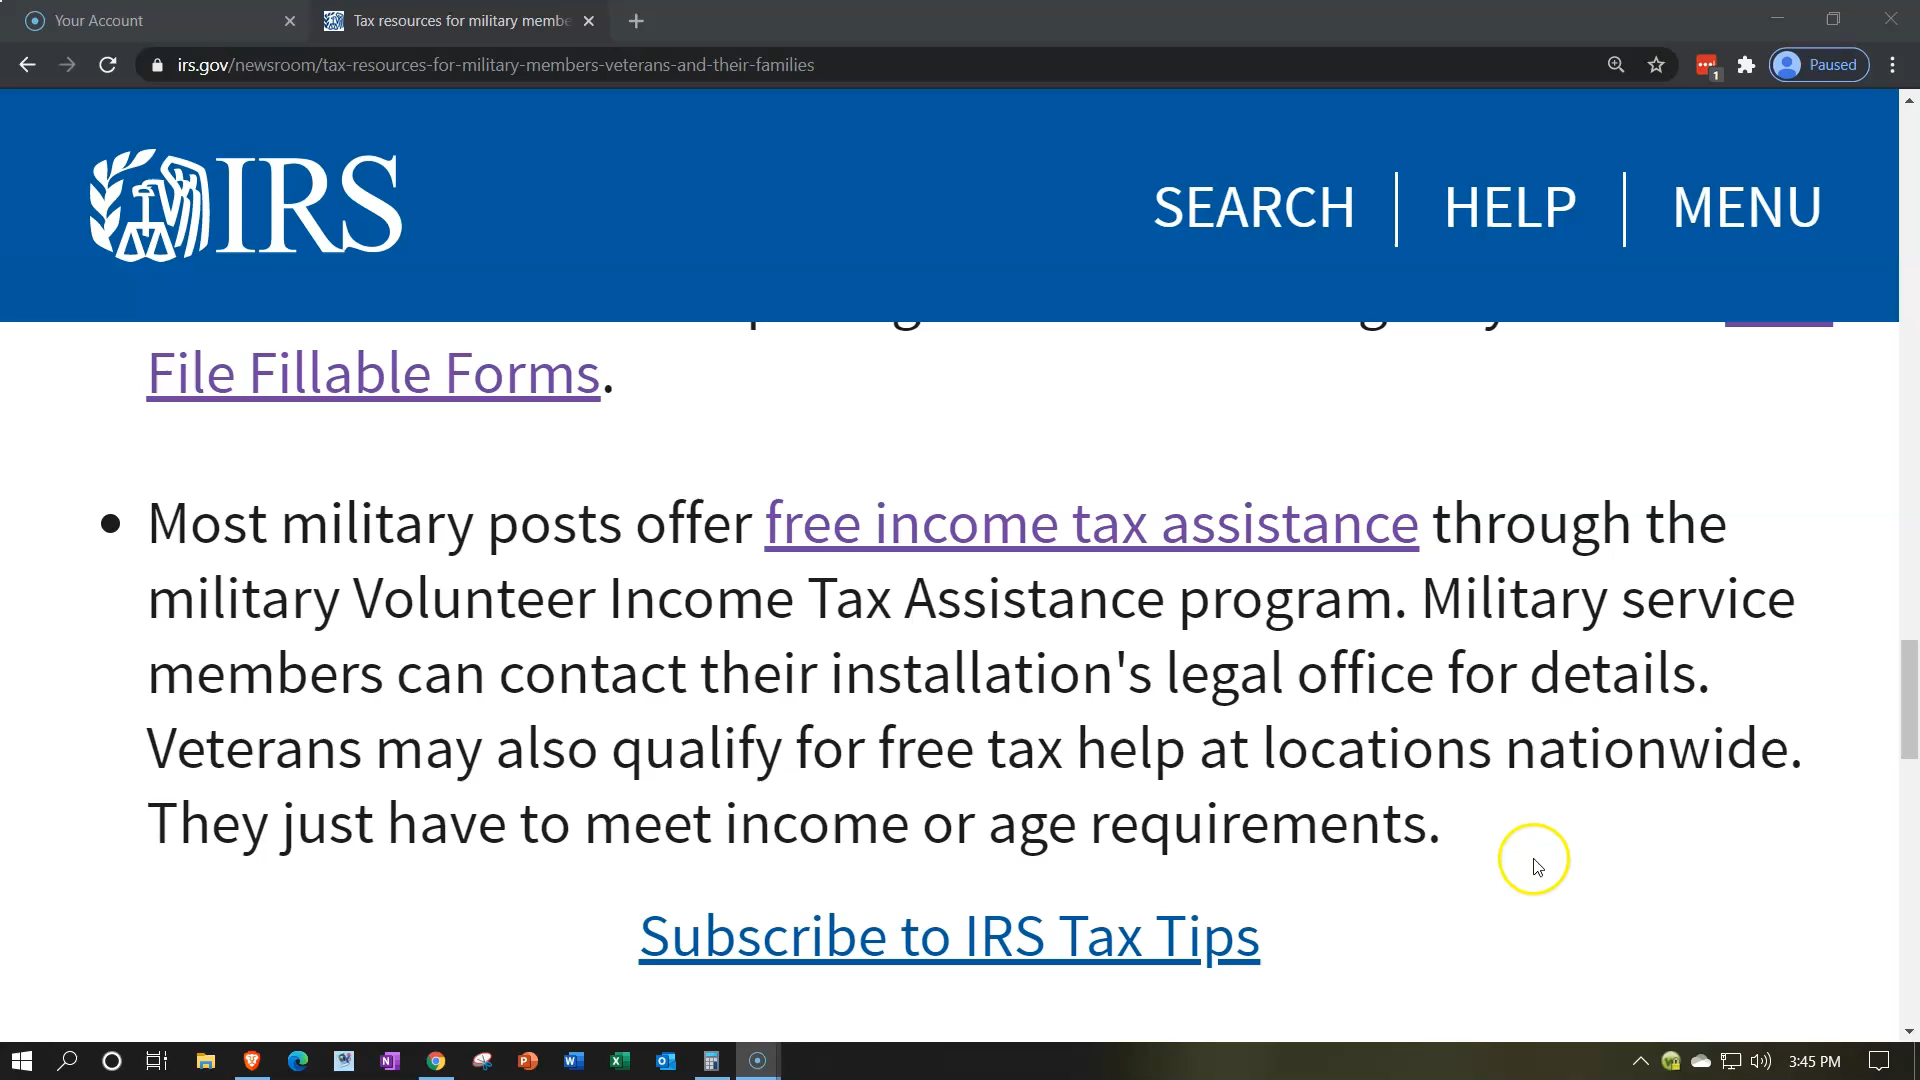 Your Account
Tax resources for military membe
irs.gov/newsroom/tax-resources-for-military-members-veterans-and-their-families
1
Paused
IRS
SEARCH
HELP
MENU
File Fillable Forms.
• Most military posts offer free income tax assistance through the
military Volunteer Income Tax Assistance program. Military service
members can contact their installation's legal office for details.
Veterans may also qualify for free tax help at locations nationwide.
They just have to meet income or age requirements.
Subscribe to IRS Tax Tips
3:45 PM